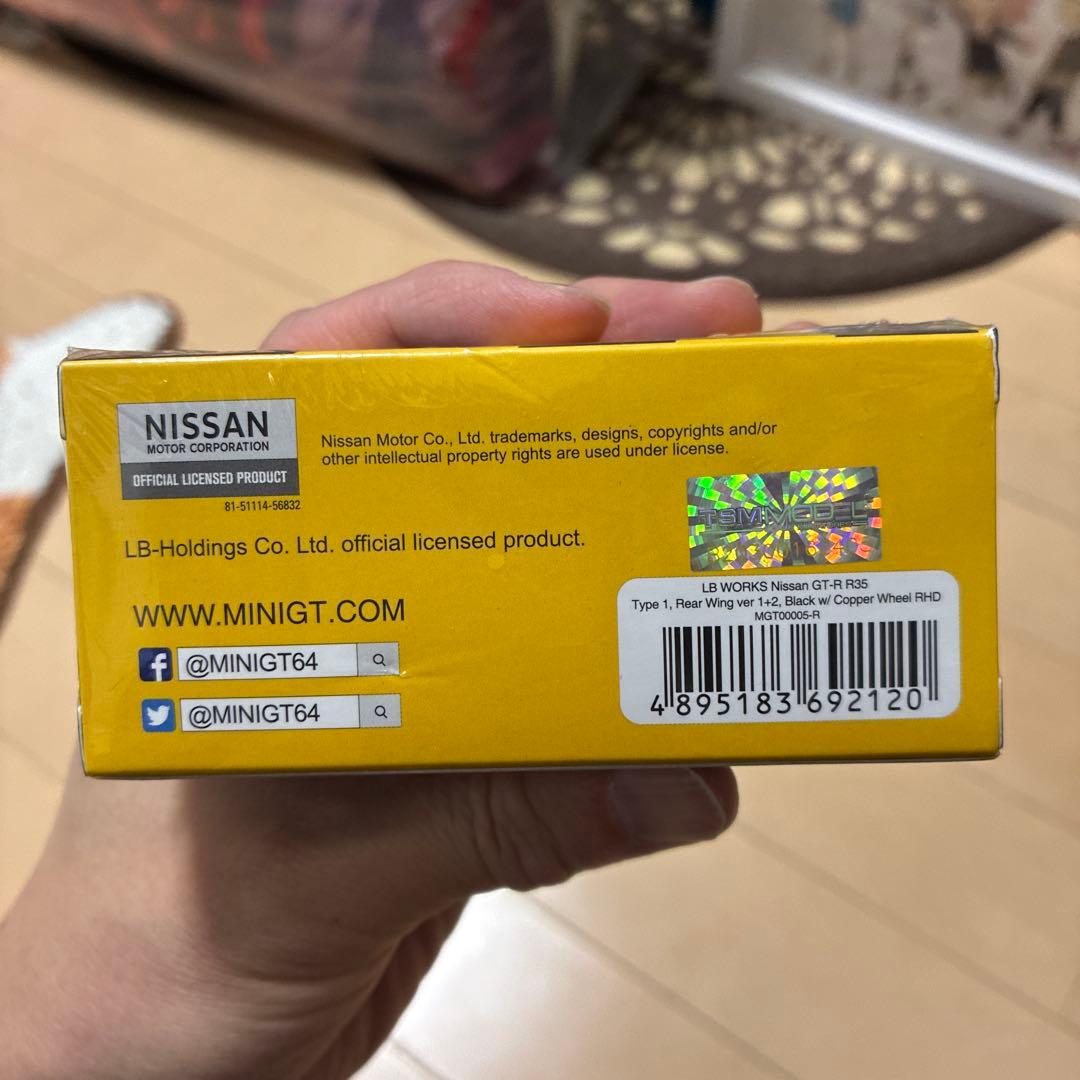 NISSAN
MOTOR CORPORATION
OFFICIAL LICENSED PRODUCT
81-51114-56832
Nissan Motor Co., Ltd. trademarks, designs, copyrights and/or
other intellectual property rights are used under license.
LB-Holdings Co. Ltd. official licensed product.
TSM MODEL
WWW.MINIGT.COM
@MINIGT64
@MINIGT64
LB WORKS Nissan GT-R R35
Type 1, Rear Wing ver 1+2, Black w/ Copper Wheel RHD
MGT00005-R
4 895183 692120